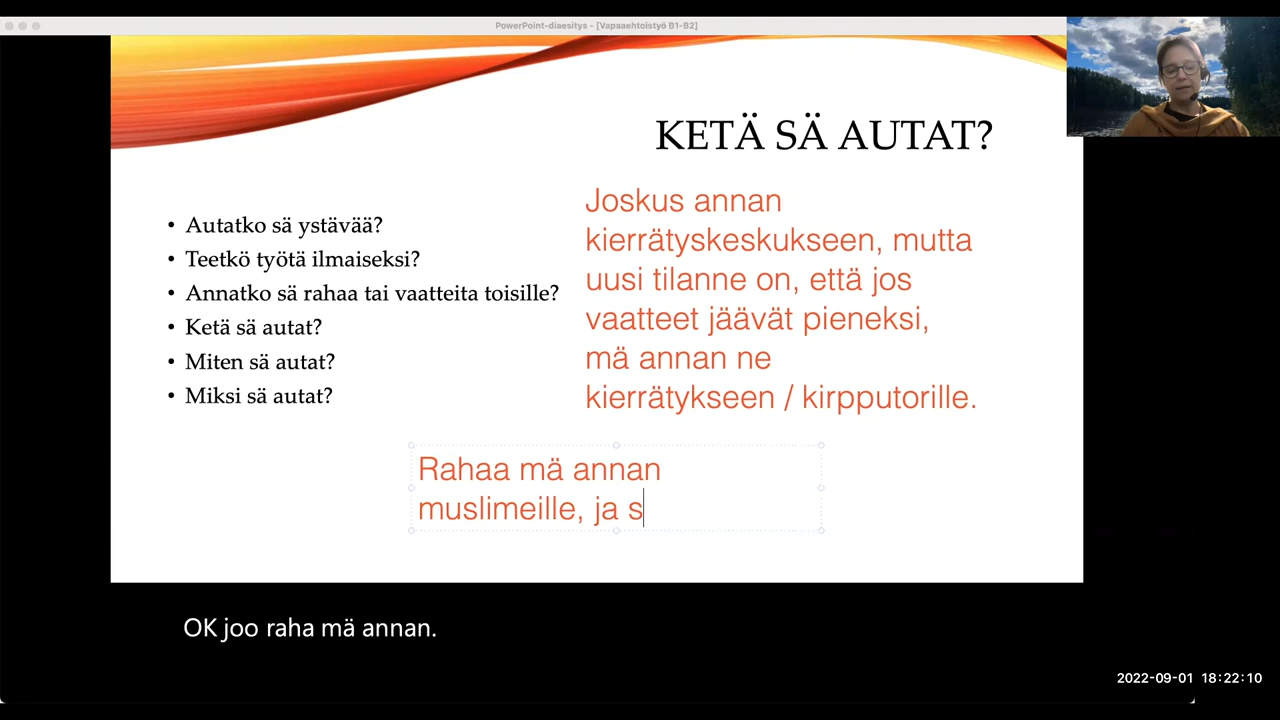 PowerPoint-diaesitys - [Vapaaehtoistyö B1-B2]
KETÄ SÄ AUTAT?
• Autatko sä ystävää?
• Teetkö työtä ilmaiseksi?
• Annatko sä rahaa tai vaatteita toisille?
• Ketä sä autat?
• Miten sä autat?
• Miksi sä autat?
Joskus annan
kierrätyskeskukseen, mutta
uusi tilanne on, että jos
vaatteet jäävät pieneksi,
mä annan ne
kierrätykseen / kirpputorille.
Rahaa mä annan
muslimeille, ja s
OK joo raha mä annan.
2022-09-01 18:22:10